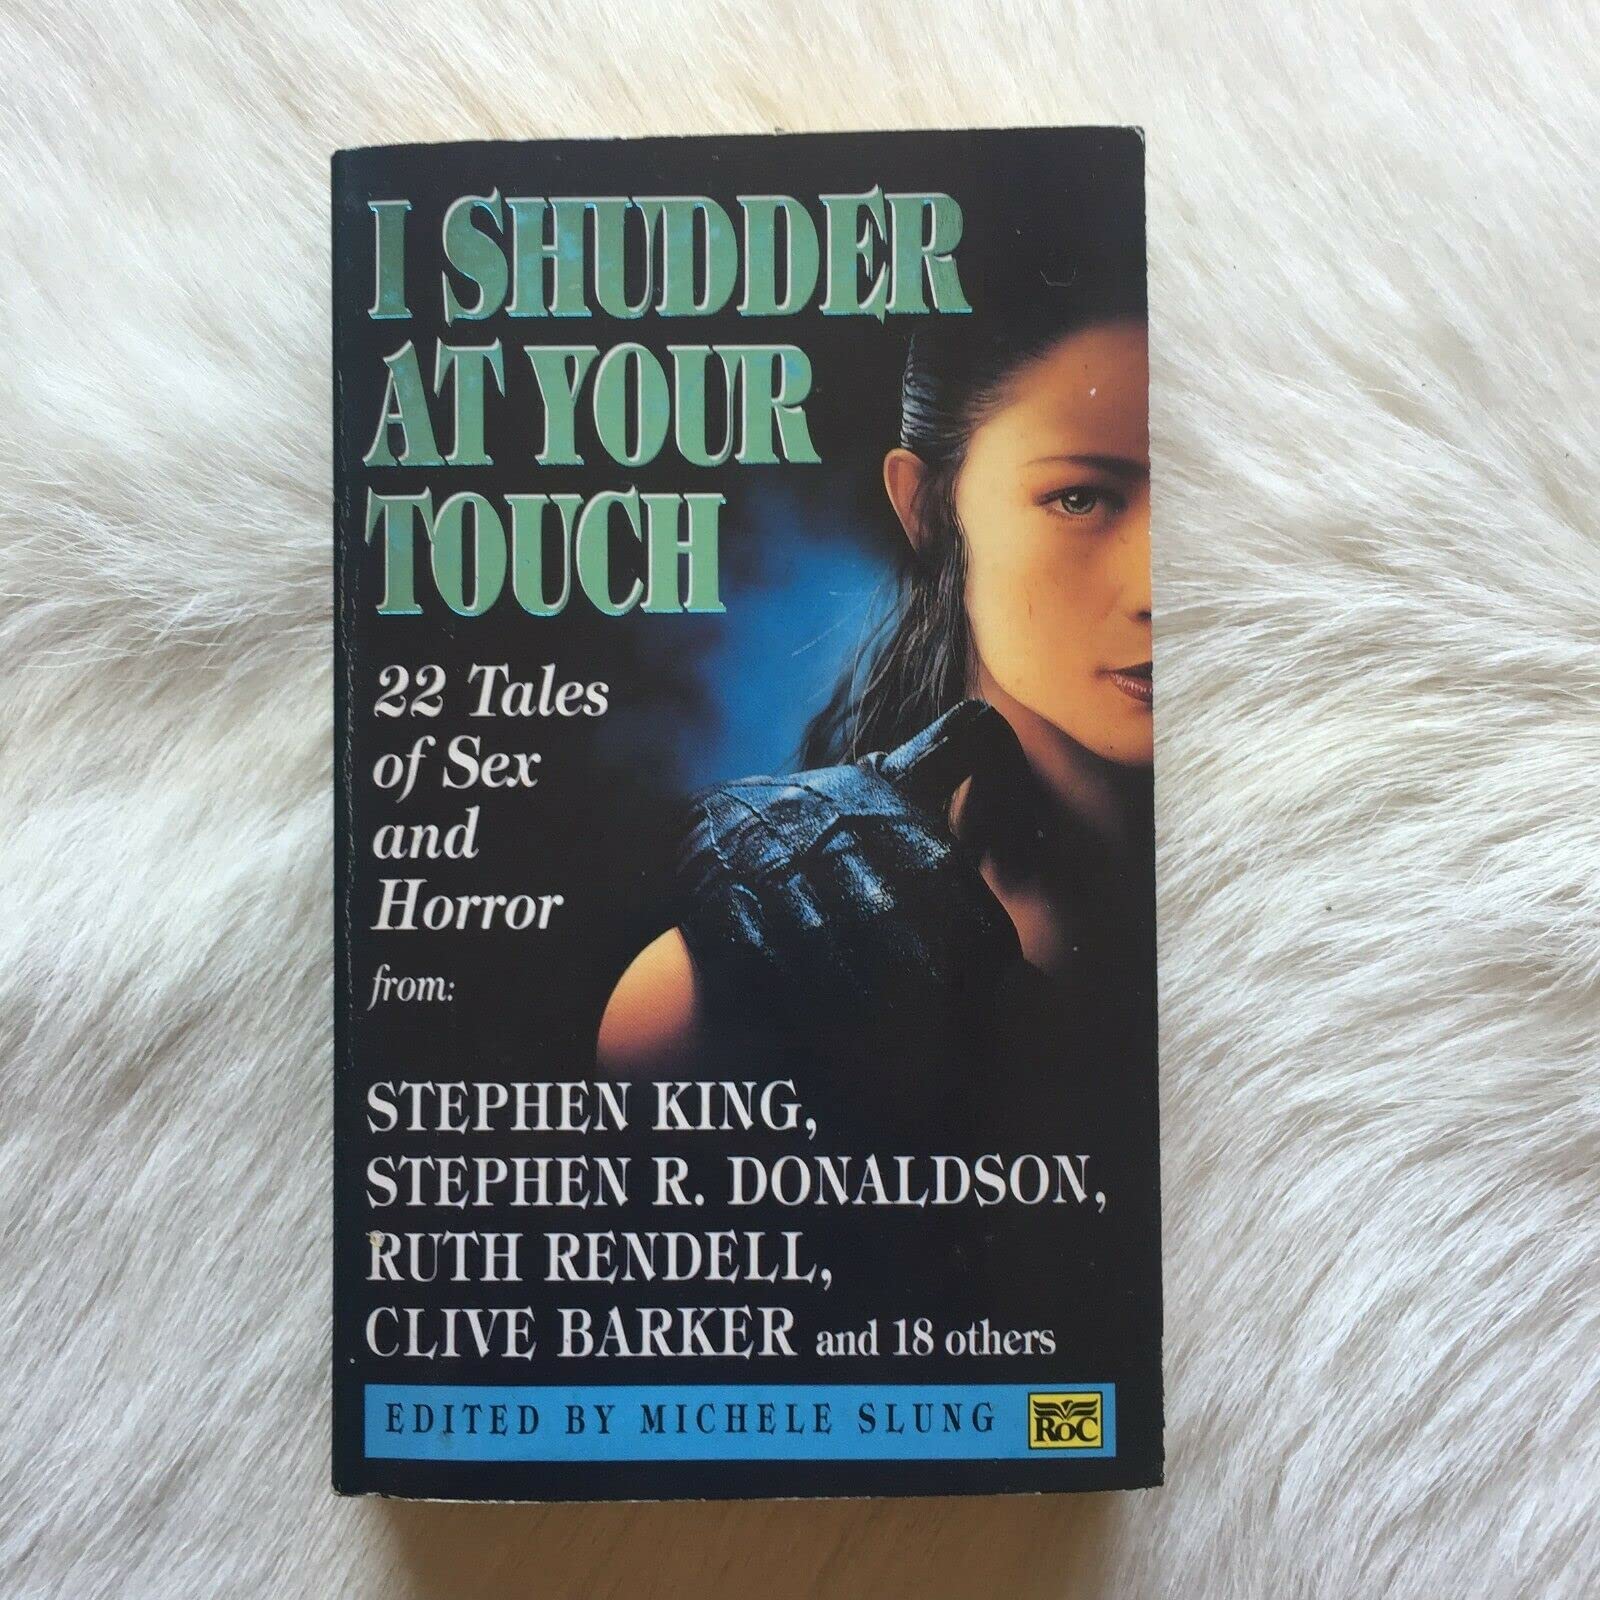 I SHUDDER
AT YOUR
TOUCH
22 Tales
of Sex
and
Horror
from:
STEPHEN KING,
STEPHEN R. DONALDSON,
RUTH RENDELL,
CLIVE BARKER and 18 others
EDITED BY MICHELE SLUNG
ROC